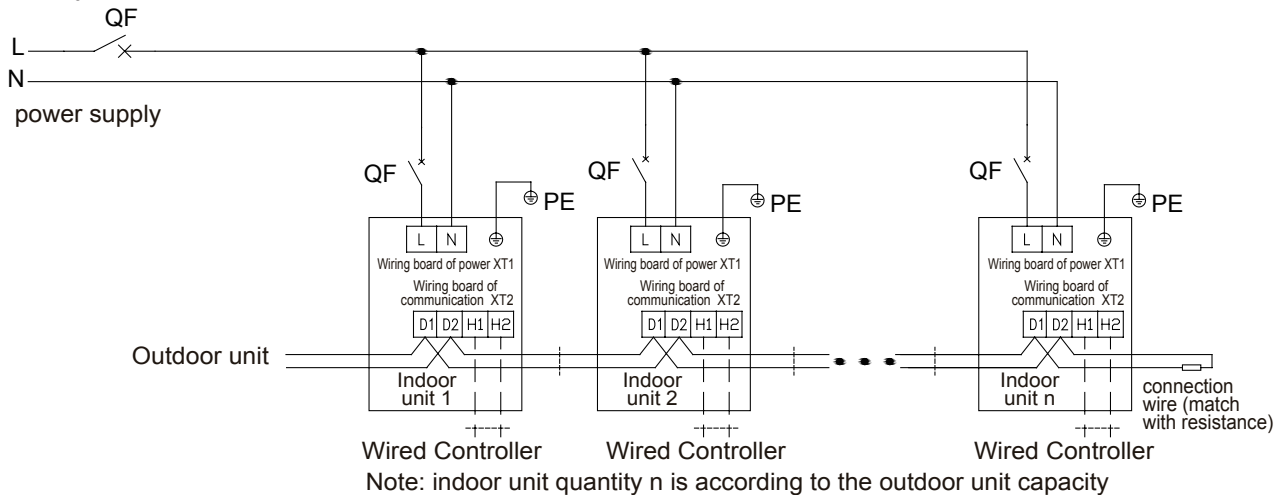 QF
L
N
power supply
QF
PE
QF
PE
QF
PE
L N
L N
L N
Wiring board of power XT1
Wiring board of power XT1
Wiring board of power XT1
Wiring board of
communication XT2
Wiring board of
communication XT2
Wiring board of
communication XT2
D1 D2 H1 H2
D1 D2 H1 H2
D1 D2 H1 H2
Outdoor unit
Indoor
unit 1
Indoor
unit 2
Indoor
unit n
connection
wire (match
with resistance)
Wired Controller
Wired Controller
Wired Controller
Note: indoor unit quantity n is according to the outdoor unit capacity